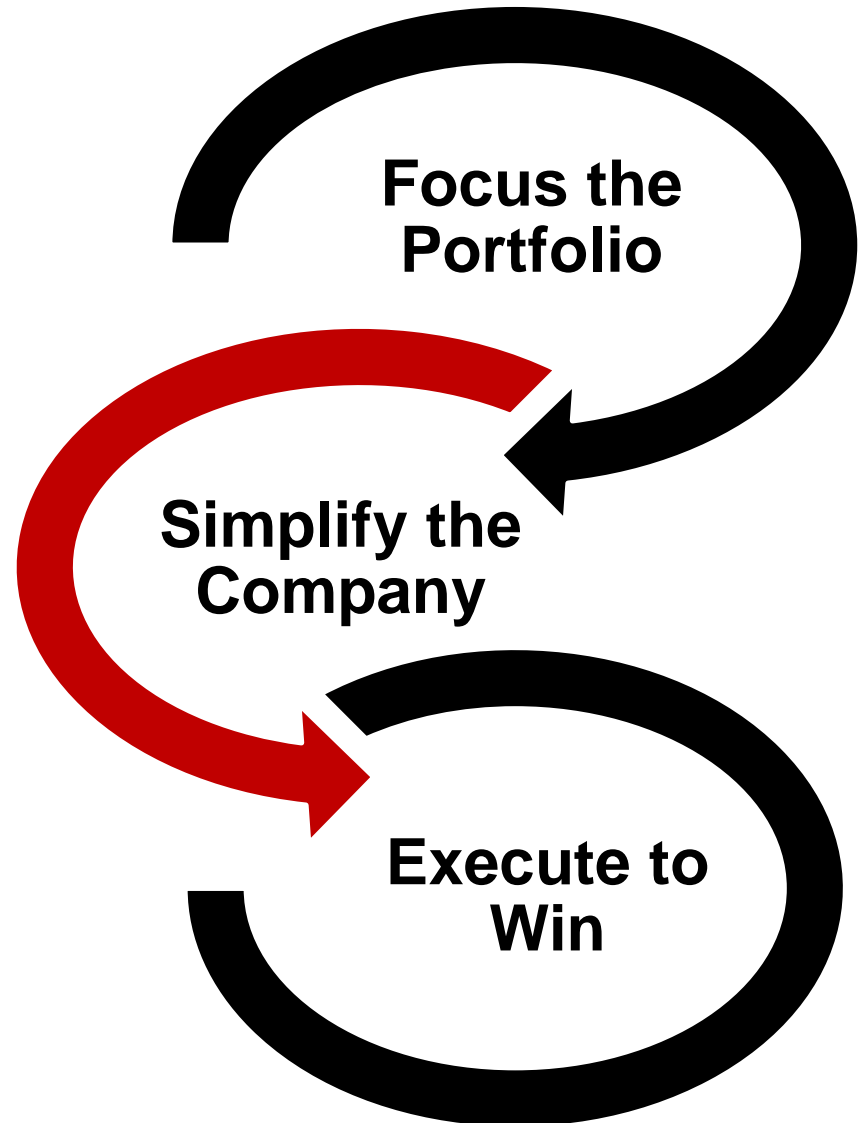 Focus the
Portfolio
Simplify the
Company
Execute to
Win